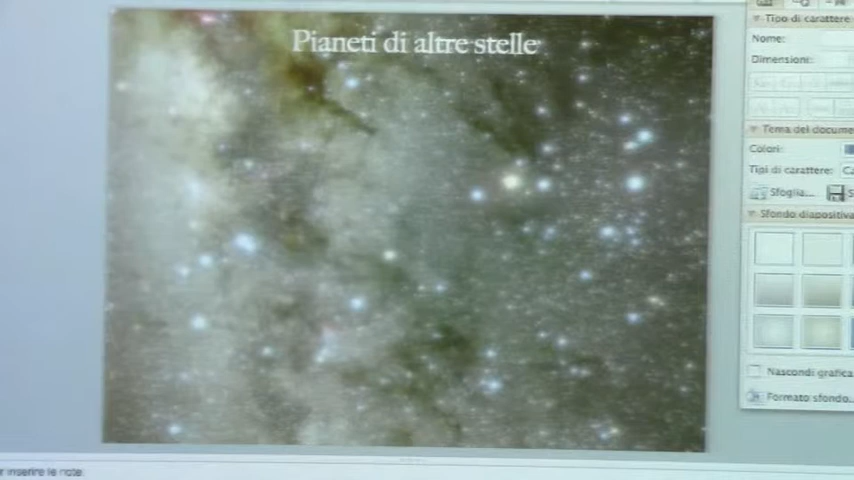 Pianeti di altre stelle
Tipo di carattere
Nome:
Dimensioni:
Tema del docume
Colori:
Tipi di carattere:
Sfoglia...
Sfondo diapositiva
Nascondi grafica
Formato sfondo..
r inserire le note